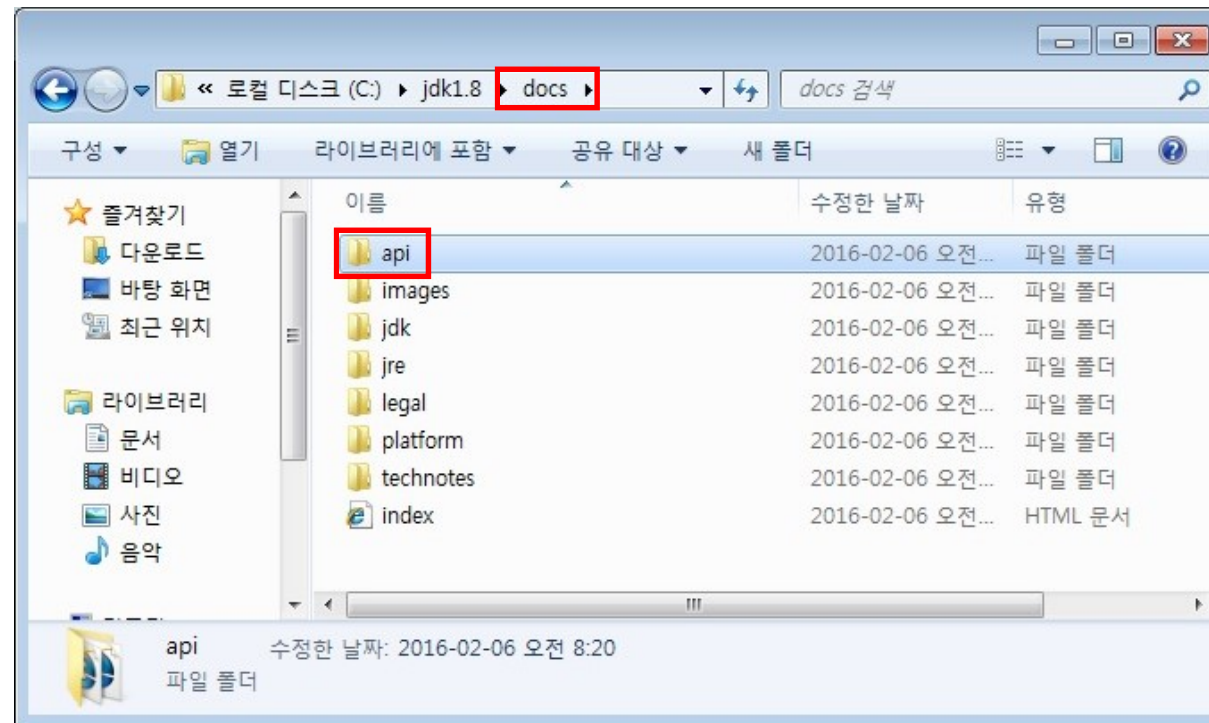 « 로컬 디스크 (C:) ▸ jdk1.8 ▸ docs ▸ docs 검색
구성 ▼ 열기 라이브러리에 포함 ▼ 공유 대상 ▼ 새 폴더
이름 수정한 날짜 유형
즐겨찾기
다운로드
바탕 화면
최근 위치
라이브러리
문서
비디오
사진
음악
api 2016-02-06 오전... 파일 폴더
images 2016-02-06 오전... 파일 폴더
jdk 2016-02-06 오전... 파일 폴더
jre 2016-02-06 오전... 파일 폴더
legal 2016-02-06 오전... 파일 폴더
platform 2016-02-06 오전... 파일 폴더
technotes 2016-02-06 오전... 파일 폴더
index 2016-02-06 오전... HTML 문서
api 수정한 날짜: 2016-02-06 오전 8:20
파일 폴더